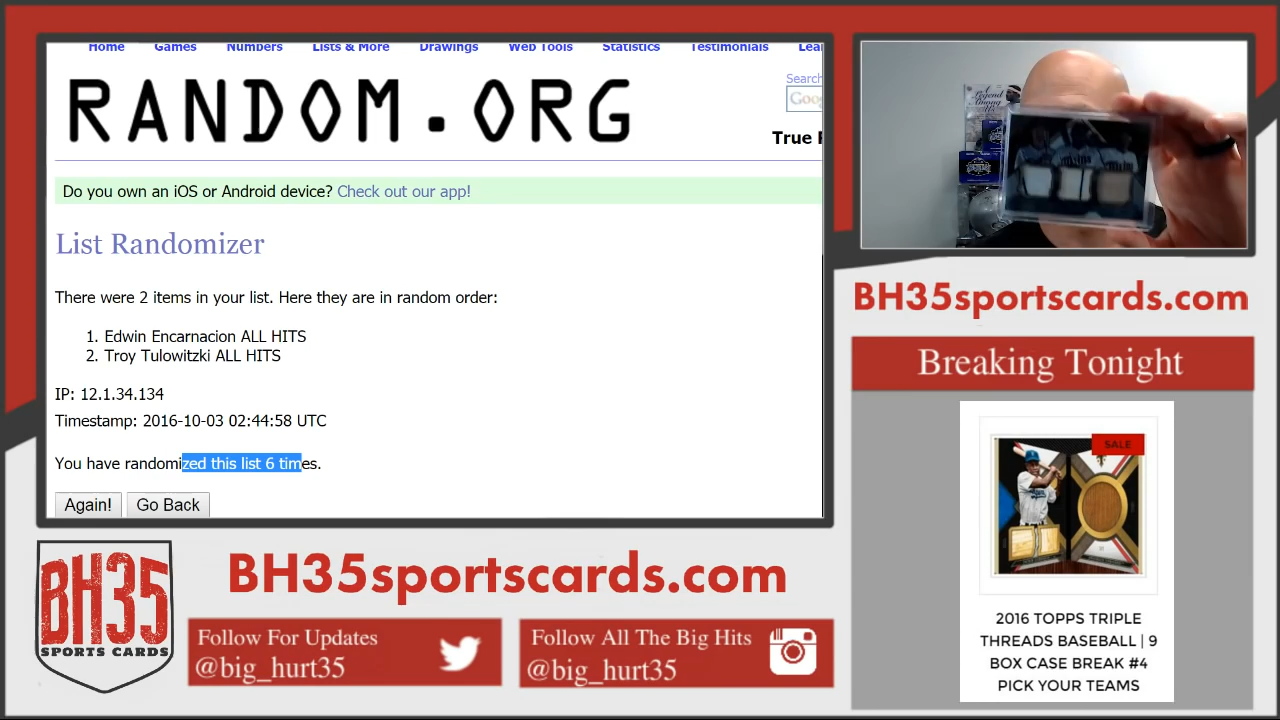 Home Games Numbers Lists & More Drawings Web Tools Statistics Testimonials
RANDOM.ORG
Search
True
Do you own an iOS or Android device? Check out our app!
List Randomizer
There were 2 items in your list. Here they are in random order:
1. Edwin Encarnacion ALL HITS
2. Troy Tulowitzki ALL HITS
IP: 12.1.34.134
Timestamp: 2016-10-03 02:44:58 UTC
You have randomized this list 6 times.
Again! Go Back
BH35sportscards.com
Breaking Tonight
SALE
2016 TOPPS TRIPLE
THREADS BASEBALL | 9
BOX CASE BREAK #4
PICK YOUR TEAMS
BH35
SPORTS CARDS
BH35sportscards.com
Follow For Updates
@big_hurt35
Follow All The Big Hits
@big_hurt35